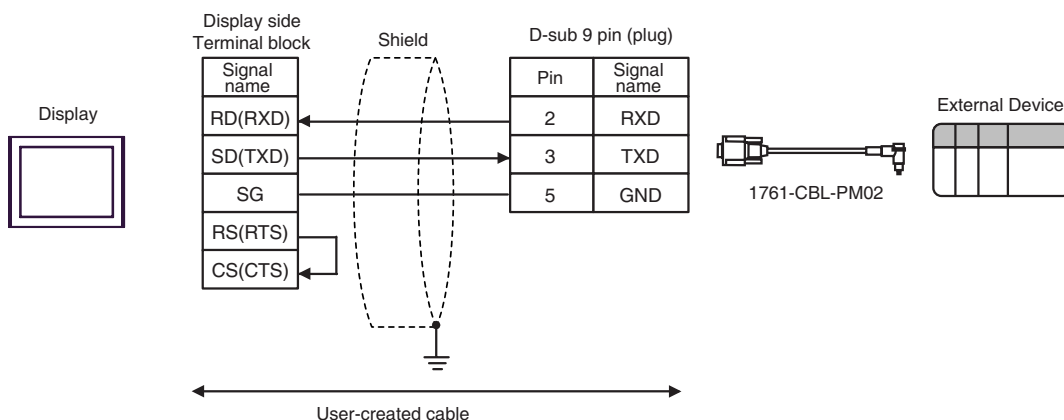 Display side
Terminal block
Shield
D-sub 9 pin (plug)
Signal
name
Pin
Signal
name
Display
External Device
RD(RXD)
2
RXD
SD(TXD)
3
TXD
SG
5
GND
1761-CBL-PM02
RS(RTS)
CS(CTS)
User-created cable